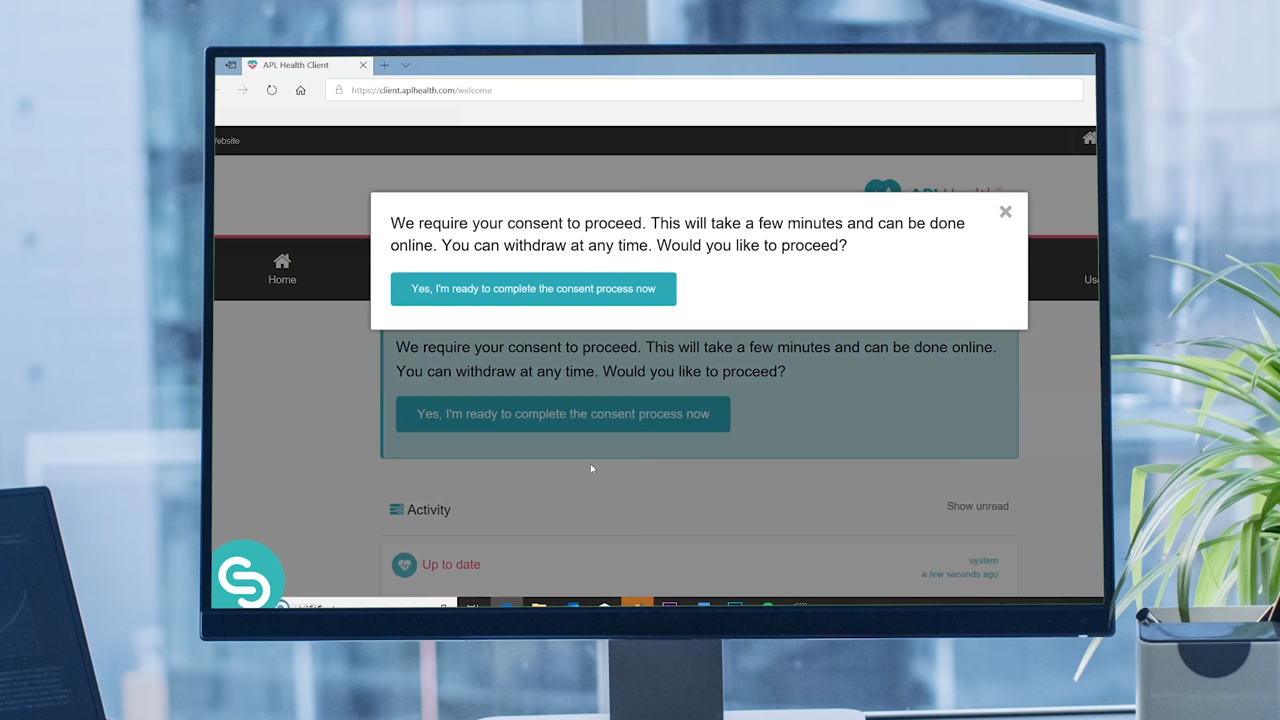 APL Health Client
https://client.aplhealth.com/welcome
We require your consent to proceed. This will take a few minutes and can be done
online. You can withdraw at any time. Would you like to proceed?
Yes, I'm ready to complete the consent process now
Home
We require your consent to proceed. This will take a few minutes and can be done online.
You can withdraw at any time. Would you like to proceed?
Yes, I'm ready to complete the consent process now
Activity
Show unread
Up to date
system
a few seconds ago